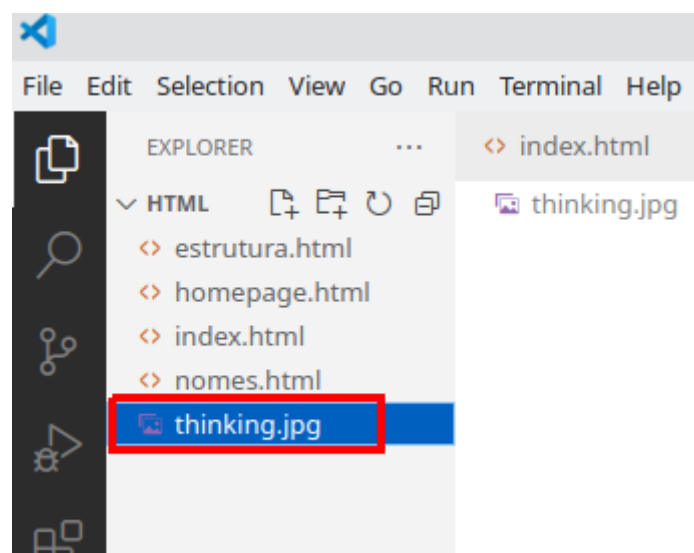 File Edit Selection View Go Run Terminal Help
EXPLORER ...
index.html
HTML
thinking.jpg
estrutura.html
homepage.html
index.html
nomes.html
thinking.jpg